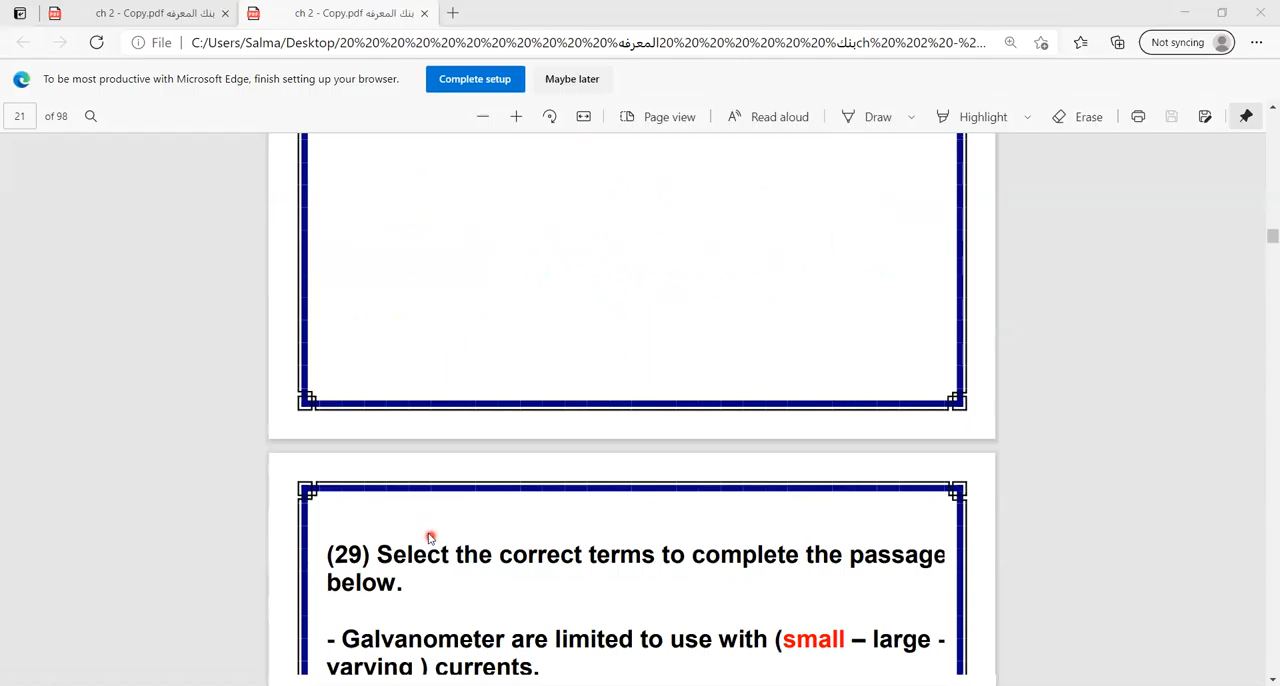 بنك المعرفه ch 2 - Copy.pdf
بنك المعرفه ch 2 - Copy.pdf
File
C:/Users/Salma/Desktop/20%20%20%20%20%20%20%20%20%20%20%20%20المعرفه%20%20%20%20%20%20%20بنكch%20%202%20-%2...
Not syncing
To be most productive with Microsoft Edge, finish setting up your browser.
Complete setup
Maybe later
21 of 98
Page view
Read aloud
Draw
Highlight
Erase
(29) Select the correct terms to complete the passage
below.
- Galvanometer are limited to use with (small – large -
varying ) currents.